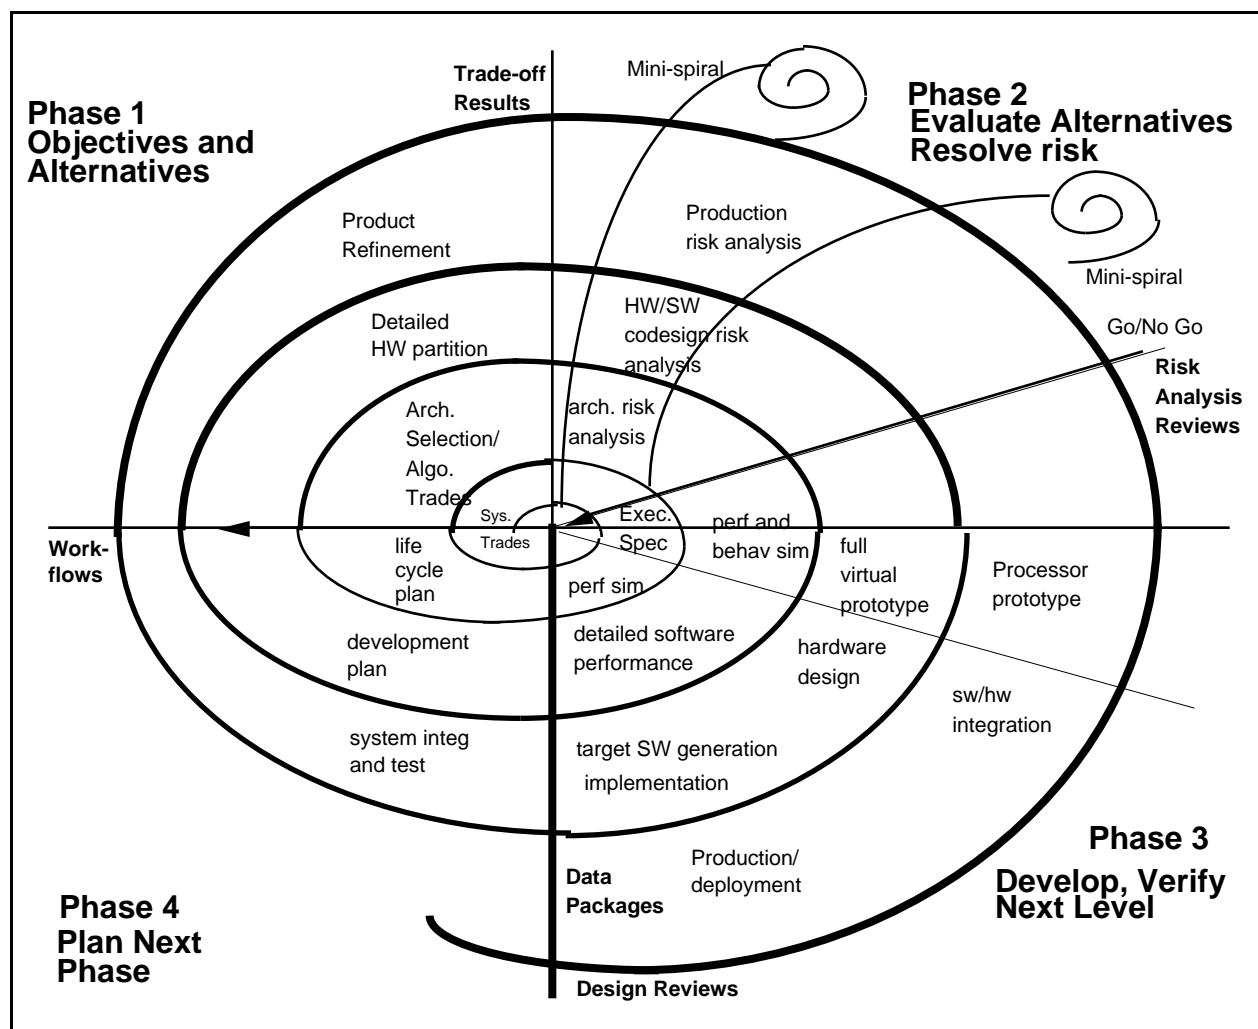 Trade-off
Results
Mini-spiral
Phase 1
Objectives and
Alternatives
Phase 2
Evaluate Alternatives
Resolve risk
Product
Refinement
Production
risk analysis
Mini-spiral
Detailed
HW partition
HW/SW
codesign risk
analysis
Go/No Go
Risk
Analysis
Reviews
Arch.
Selection/
Algo.
Trades
arch. risk
analysis
Sys.
Trades
Exec.
Spec
perf and
behav sim
Work-
flows
life
cycle
plan
perf sim
full
virtual
prototype
Processor
prototype
development
plan
detailed software
performance
hardware
design
sw/hw
integration
system integ
and test
target SW generation
implementation
Phase 3
Develop, Verify
Next Level
Production/
deployment
Data
Packages
Phase 4
Plan Next
Phase
Design Reviews